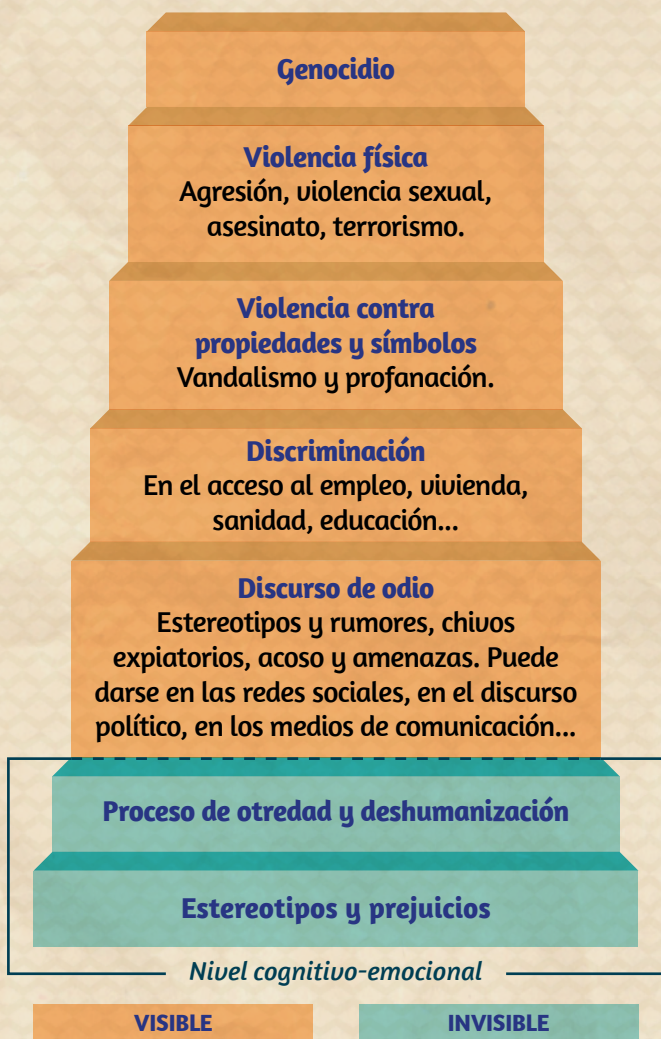 Genocidio
Violencia física
Agresión, violencia sexual,
asesinato, terrorismo.
Violencia contra
propiedades y símbolos
Vandalismo y profanación.
Discriminación
En el acceso al empleo, vivienda,
sanidad, educación...
Discurso de odio
Estereotipos y rumores, chivos
expiatorios, acoso y amenazas. Puede
darse en las redes sociales, en el discurso
político, en los medios de comunicación...
Proceso de otredad y deshumanización
Estereotipos y prejuicios
Nivel cognitivo-emocional
VISIBLE
INVISIBLE